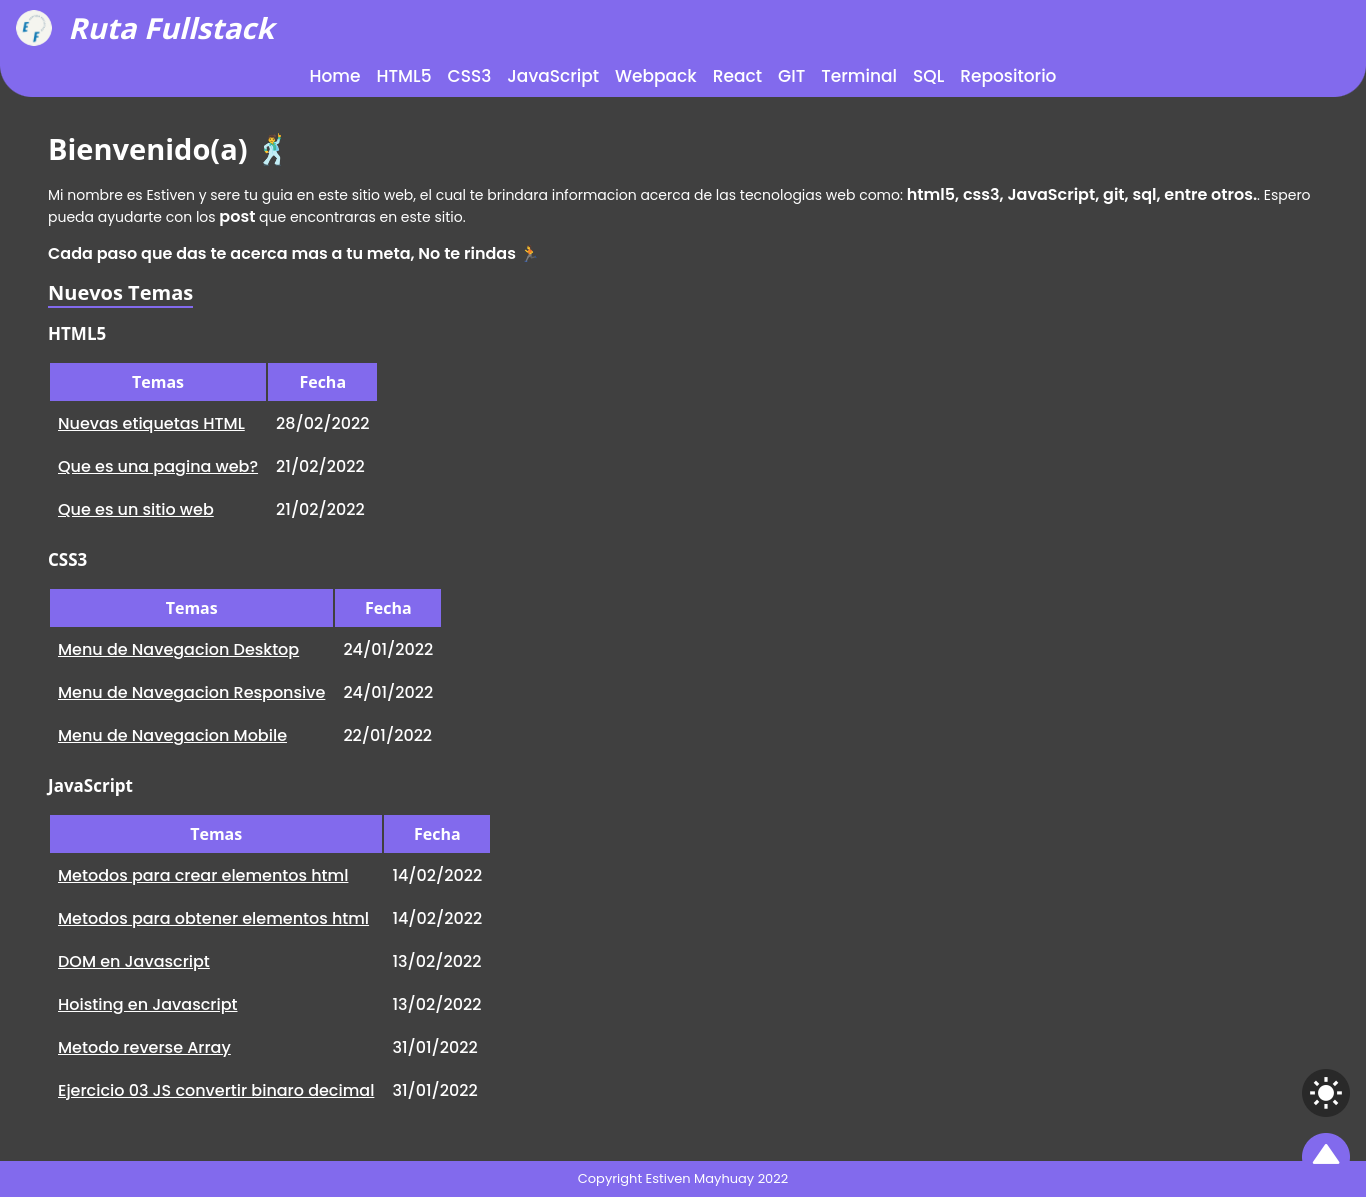 E F F
Ruta Fullstack
Home HTML5 CSS3 JavaScript Webpack React GIT Terminal SQL Repositorio
Bienvenido(a)
Mi nombre es Estiven y sere tu guia en este sitio web, el cual te brindara informacion acerca de las tecnologias web como: html5, css3, JavaScript, git, sql, entre otros.. Espero
pueda ayudarte con los post que encontraras en este sitio.
Cada paso que das te acerca mas a tu meta, No te rindas
Nuevos Temas
HTML5
Temas Fecha
Nuevas etiquetas HTML 28/02/2022
Que es una pagina web? 21/02/2022
Que es un sitio web 21/02/2022
CSS3
Temas Fecha
Menu de Navegacion Desktop 24/01/2022
Menu de Navegacion Responsive 24/01/2022
Menu de Navegacion Mobile 22/01/2022
JavaScript
Temas Fecha
Metodos para crear elementos html 14/02/2022
Metodos para obtener elementos html 14/02/2022
DOM en Javascript 13/02/2022
Hoisting en Javascript 13/02/2022
Metodo reverse Array 31/01/2022
Ejercicio 03 JS convertir binaro decimal 31/01/2022
Copyright Estiven Mayhuay 2022